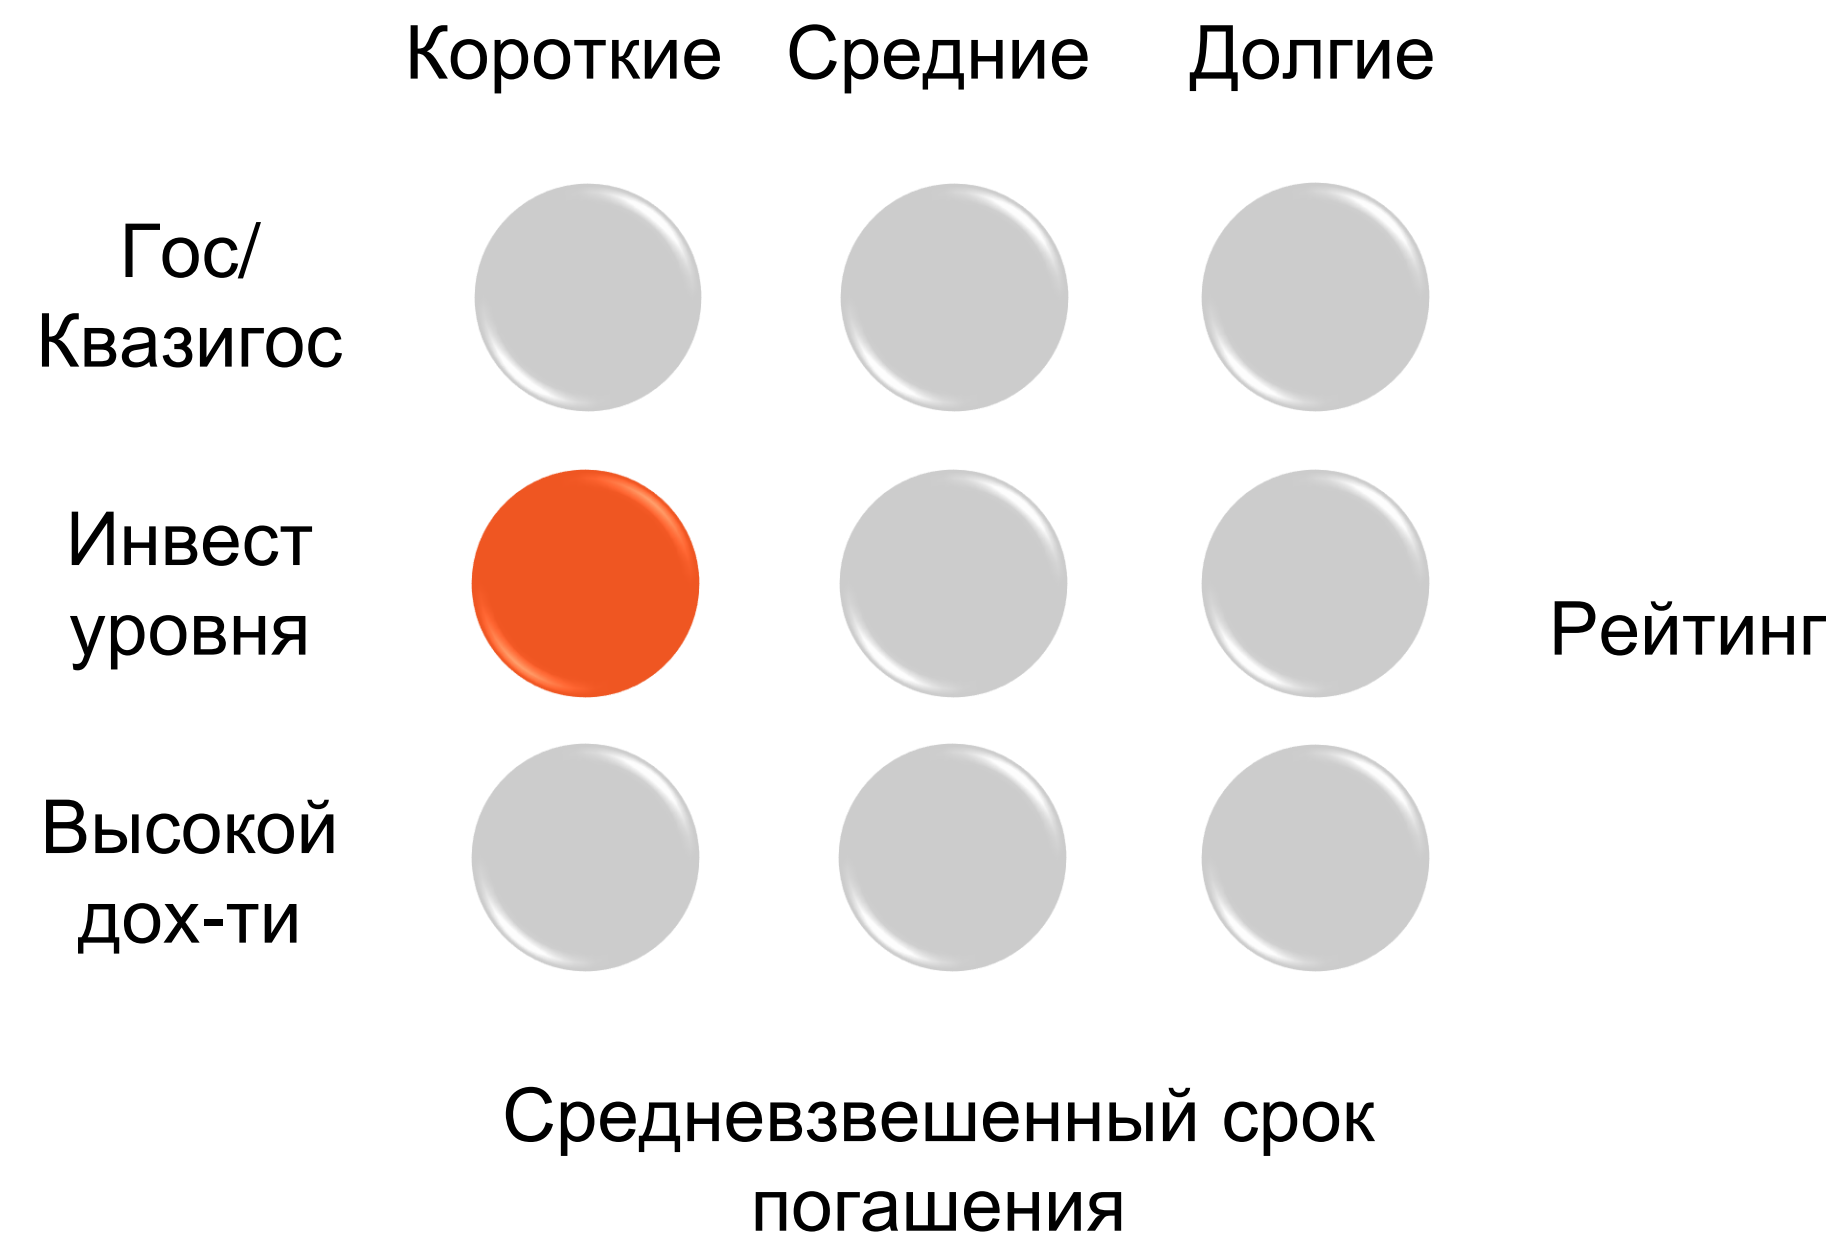 Короткие Средние Долгие
Гос/
Квазигос
Инвест
уровня
Рейтинг
Высокой
дох-ти
Средневзвешенный срок
погашения